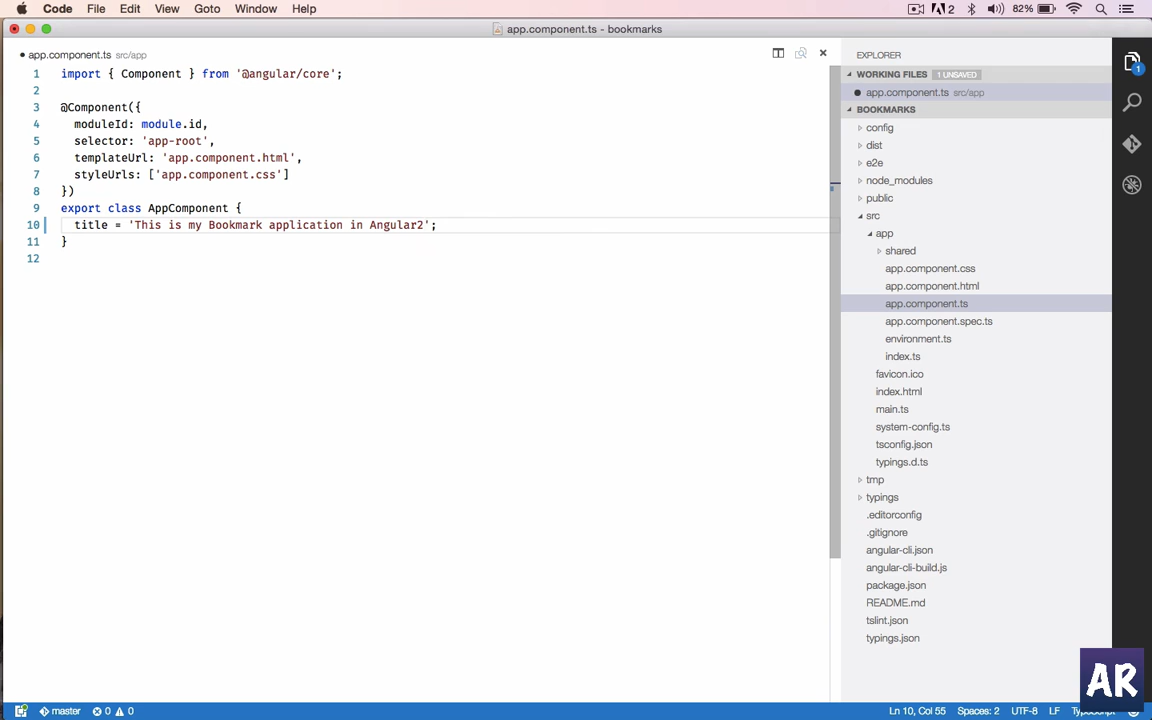 Code File Edit View Goto Window Help 2 82%
app.component.ts - bookmarks
app.component.ts src/app
1 import { Component } from '@angular/core';
2
3 @Component({
4 moduleId: module.id,
5 selector: 'app-root',
6 templateUrl: 'app.component.html',
7 styleUrls: ['app.component.css']
8 })
9 export class AppComponent {
10 title = 'This is my Bookmark application in Angular2';
11 }
12
EXPLORER
WORKING FILES 1 UNSAVED
app.component.ts src/app
BOOKMARKS
config
dist
e2e
node_modules
public
src
app
shared
app.component.css
app.component.html
app.component.ts
app.component.spec.ts
environment.ts
index.ts
favicon.ico
index.html
main.ts
system-config.ts
tsconfig.json
typings.d.ts
tmp
typings
.editorconfig
.gitignore
angular-cli.json
angular-cli-build.js
package.json
README.md
tslint.json
typings.json
1
AR
master 0 0 Ln 10, Col 55 Spaces: 2 UTF-8 LF